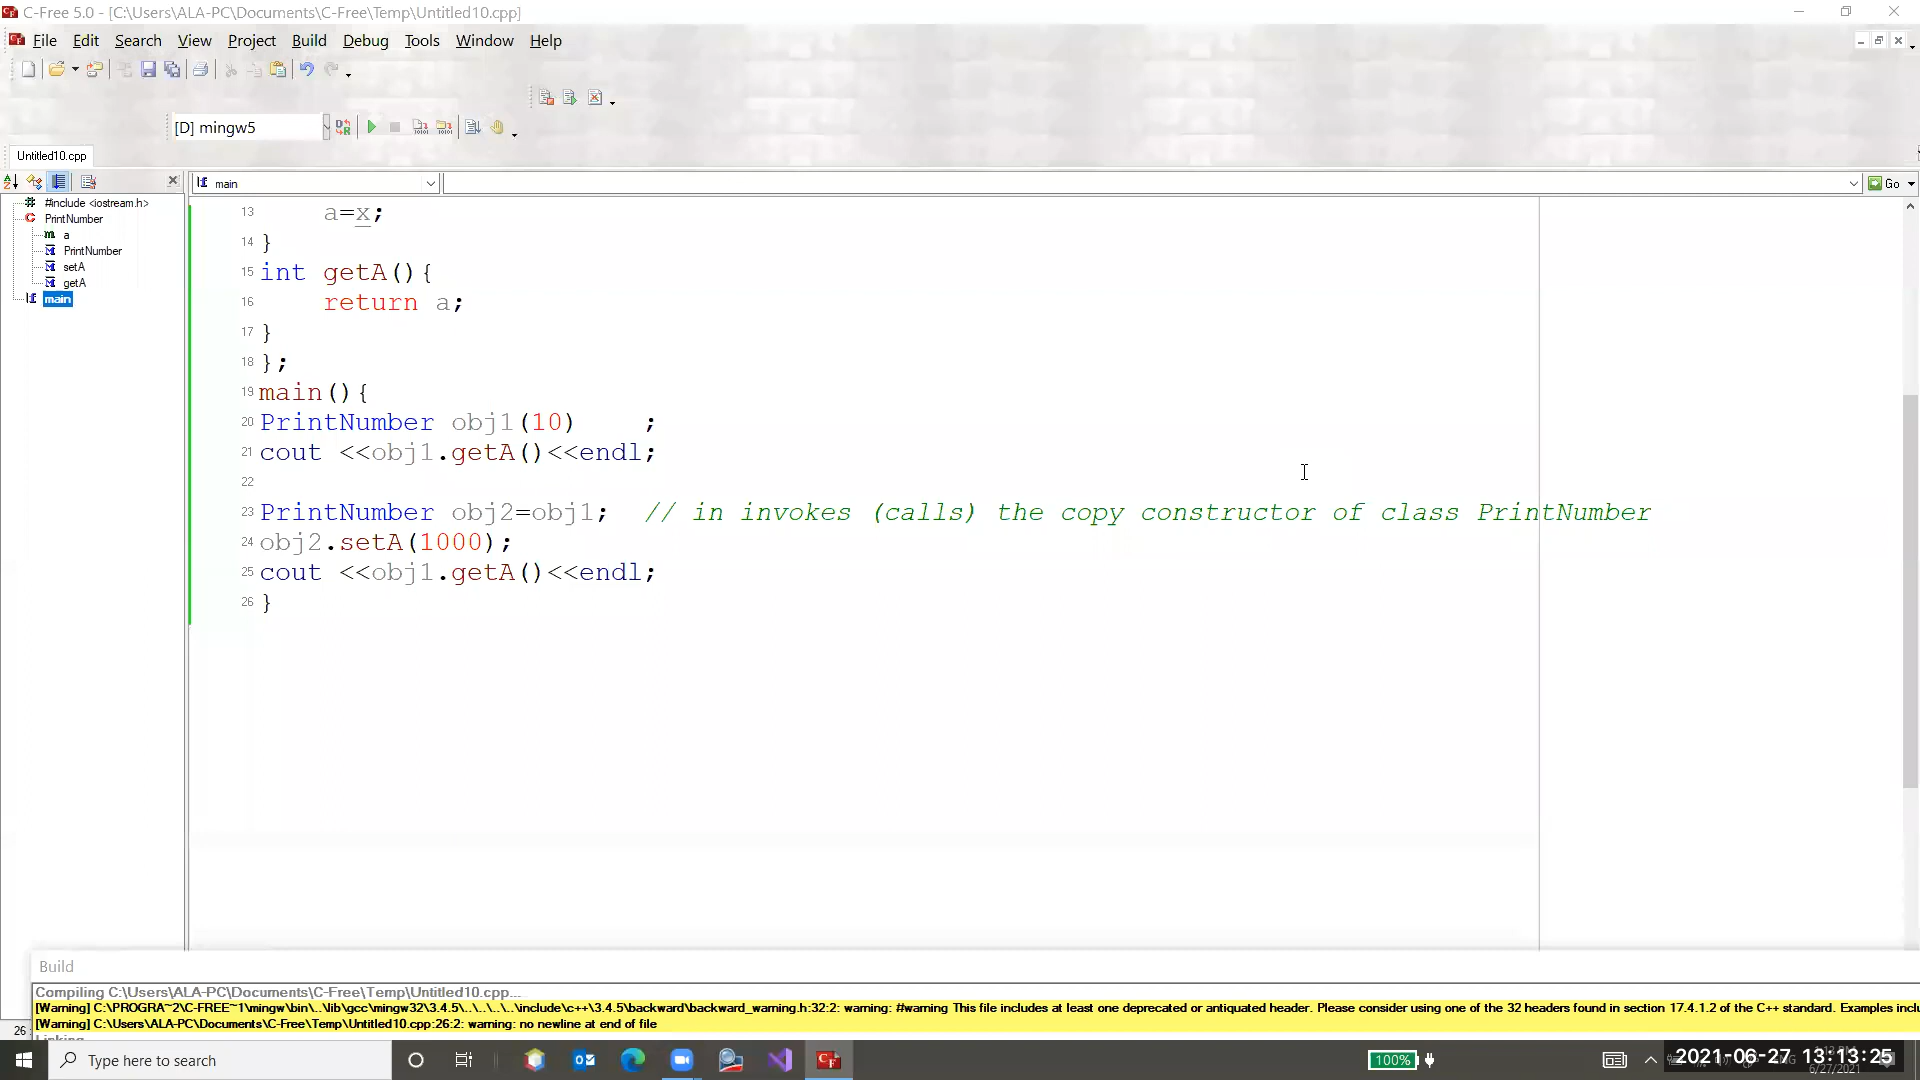 C-Free 5.0 - [C:\Users\ALA-PC\Documents\C-Free\Temp\Untitled10.cpp]
File Edit Search View Project Build Debug Tools Window Help
[D] mingw5
Untitled10.cpp
main
Go
#include <iostream.h>
PrintNumber
a
PrintNumber
setA
getA
main
13 a=x;
14 }
15 int getA(){
16 return a;
17 }
18 };
19 main(){
20 PrintNumber obj1(10)    ;
21 cout <<obj1.getA()<<endl;
22
23 PrintNumber obj2=obj1;  // in invokes (calls) the copy constructor of class PrintNumber
24 obj2.setA(1000);
25 cout <<obj1.getA()<<endl;
26 }
Build
Compiling C:\Users\ALA-PC\Documents\C-Free\Temp\Untitled10.cpp...
[Warning] C:\PROGRA~2\C-FREE~1\mingw\bin\..\lib\gcc\mingw32\3.4.5\..\..\..\..\include\c++\3.4.5\backward\backward_warning.h:32:2: warning: #warning This file includes at least one deprecated or antiquated header. Please consider using one of the 32 headers found in section 17.4.1.2 of the C++ standard. Examples inclu
[Warning] C:\Users\ALA-PC\Documents\C-Free\Temp\Untitled10.cpp:26:2: warning: no newline at end of file
26
Type here to search
100%
2021-06-27 13:13:25
6/27/2021